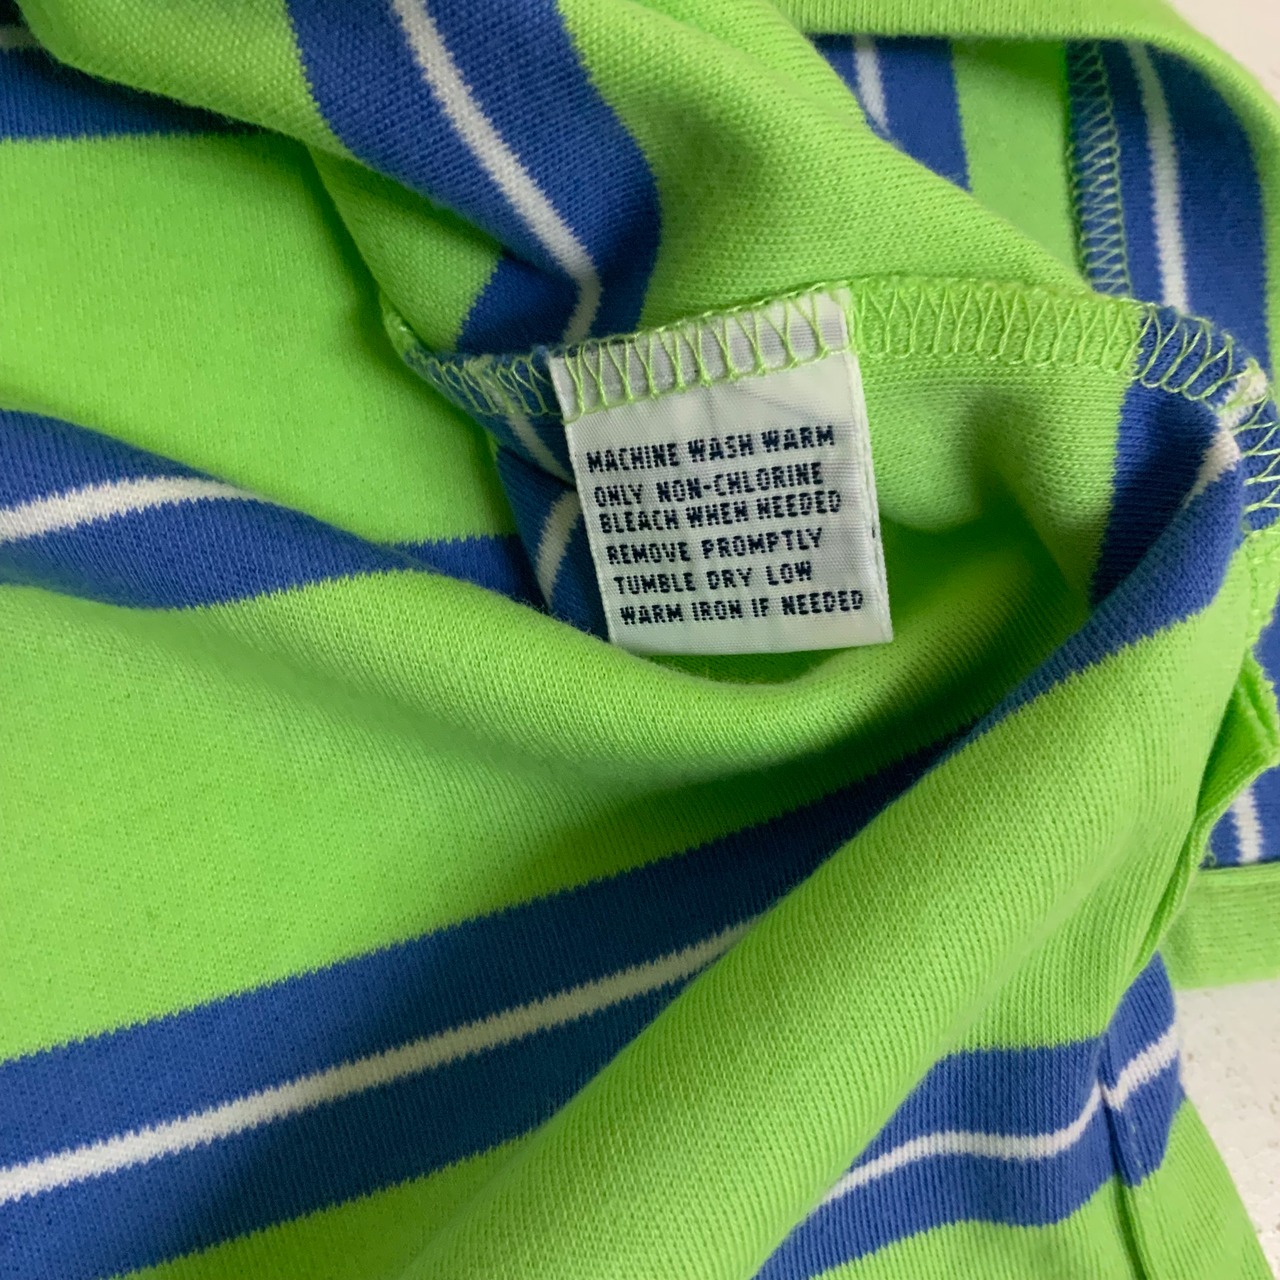 MACHINE WASH WARM
ONLY NON-CHLORINE
BLEACH WHEN NEEDED
REMOVE PROMPTLY
TUMBLE DRY LOW
WARM IRON IF NEEDED